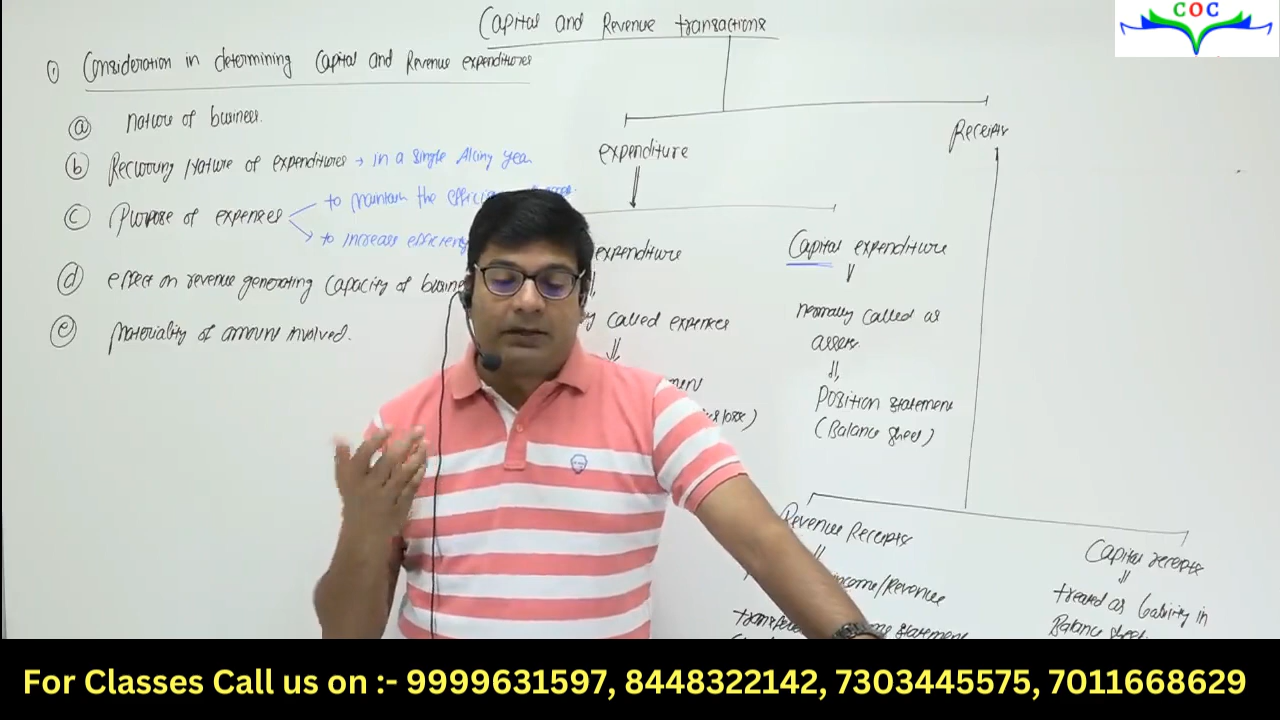 Capital and Revenue transactions
COC
① Consideration in determining Capital and Revenue expenditures
ⓐ Nature of business.
ⓑ Recurring Nature of expenditures → in a single A/cing year
ⓒ Purpose of expenses
to maintain the
to increase efficiency
ⓓ effect on revenue generating capacity of
ⓔ Materiality of amount involved.
expenditure
Receipts
expenditure
called expenses
Capital expenditure
normally called as
assets
Position statement
(Balance sheet)
Revenue Receipts
income/Revenue
statement
Capital receipts
treated as liability in
Balance sheet
For Classes Call us on :- 9999631597, 8448322142, 7303445575, 7011668629